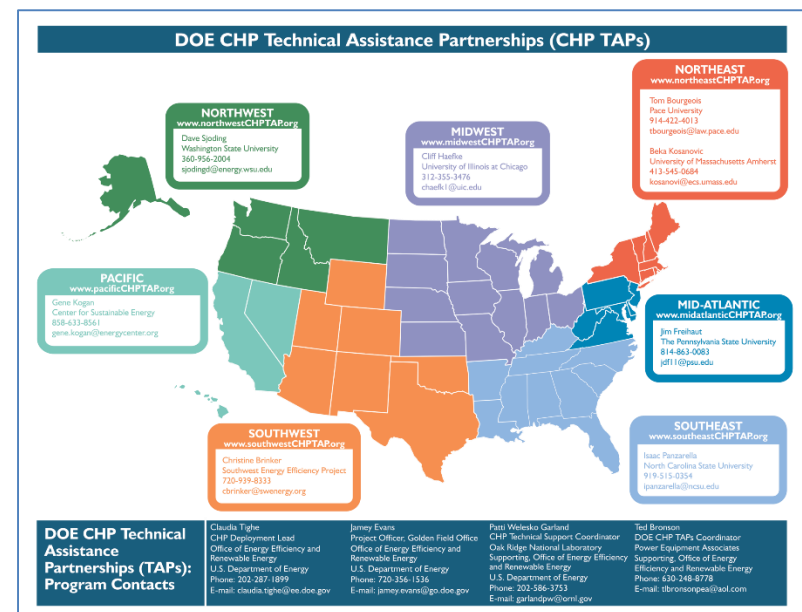 DOE CHP Technical Assistance Partnerships (CHP TAPs)
NORTHEAST
www.northeastCHPTAP.org
Tom Bourgeois
Pace University
914-422-4013
tbourgeois@law.pace.edu
Beka Kosanovic
University of Massachusetts Amherst
413-545-0684
kosanovi@ecs.umass.edu
NORTHWEST
www.northwestCHPTAP.org
Dave Sjoding
Washington State University
360-956-2004
sjodingd@energy.wsu.edu
MIDWEST
www.midwestCHPTAP.org
Cliff Haefke
University of Illinois at Chicago
312-355-3476
chaefk1@uic.edu
PACIFIC
www.pacificCHPTAP.org
Gene Kogan
Center for Sustainable Energy
858-633-8561
gene.kogan@energycenter.org
MID-ATLANTIC
www.midatlanticCHPTAP.org
Jim Freihaut
The Pennsylvania State University
814-863-0083
jdf11@psu.edu
SOUTHWEST
www.southwestCHPTAP.org
Christine Brinker
Southwest Energy Efficiency Project
720-939-8333
cbrinker@swenergy.org
SOUTHEAST
www.southeastCHPTAP.org
Isaac Panzarella
North Carolina State University
919-515-0354
ipanzarella@ncsu.edu
DOE CHP Technical
Assistance
Partnerships (TAPs):
Program Contacts
Claudia Tighe
CHP Deployment Lead
Office of Energy Efficiency and
Renewable Energy
U.S. Department of Energy
Phone: 202-287-1899
E-mail: claudia.tighe@ee.doe.gov
Jamey Evans
Project Officer, Golden Field Office
Office of Energy Efficiency and
Renewable Energy
U.S. Department of Energy
Phone: 720-356-1536
E-mail: jamey.evans@go.doe.gov
Patti Welesko Garland
CHP Technical Support Coordinator
Oak Ridge National Laboratory
Supporting, Office of Energy Efficiency
and Renewable Energy
U.S. Department of Energy
Phone: 202-586-3753
E-mail: garlandpw@ornl.gov
Ted Bronson
DOE CHP TAPs Coordinator
Power Equipment Associates
Supporting, Office of Energy
Efficiency and Renewable Energy
Phone: 630-248-8778
E-mail: tlbronsonpea@aol.com